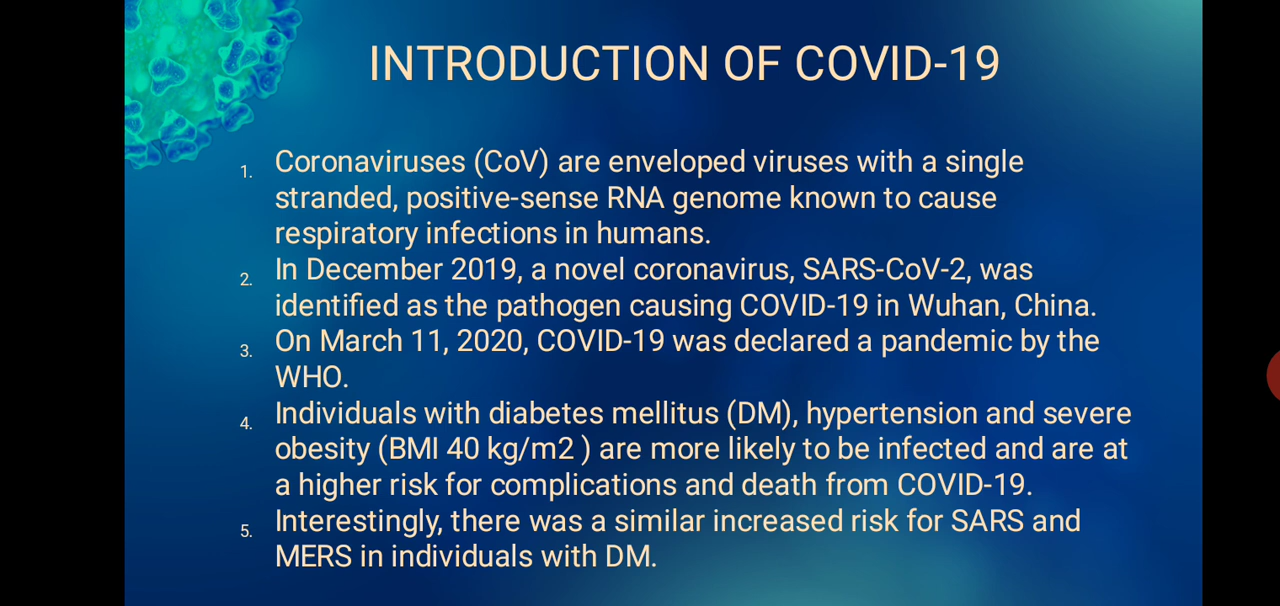 INTRODUCTION OF COVID-19
1. Coronaviruses (CoV) are enveloped viruses with a single
stranded, positive-sense RNA genome known to cause
respiratory infections in humans.
2. In December 2019, a novel coronavirus, SARS-CoV-2, was
identified as the pathogen causing COVID-19 in Wuhan, China.
3. On March 11, 2020, COVID-19 was declared a pandemic by the
WHO.
4. Individuals with diabetes mellitus (DM), hypertension and severe
obesity (BMI 40 kg/m2 ) are more likely to be infected and are at
a higher risk for complications and death from COVID-19.
5. Interestingly, there was a similar increased risk for SARS and
MERS in individuals with DM.